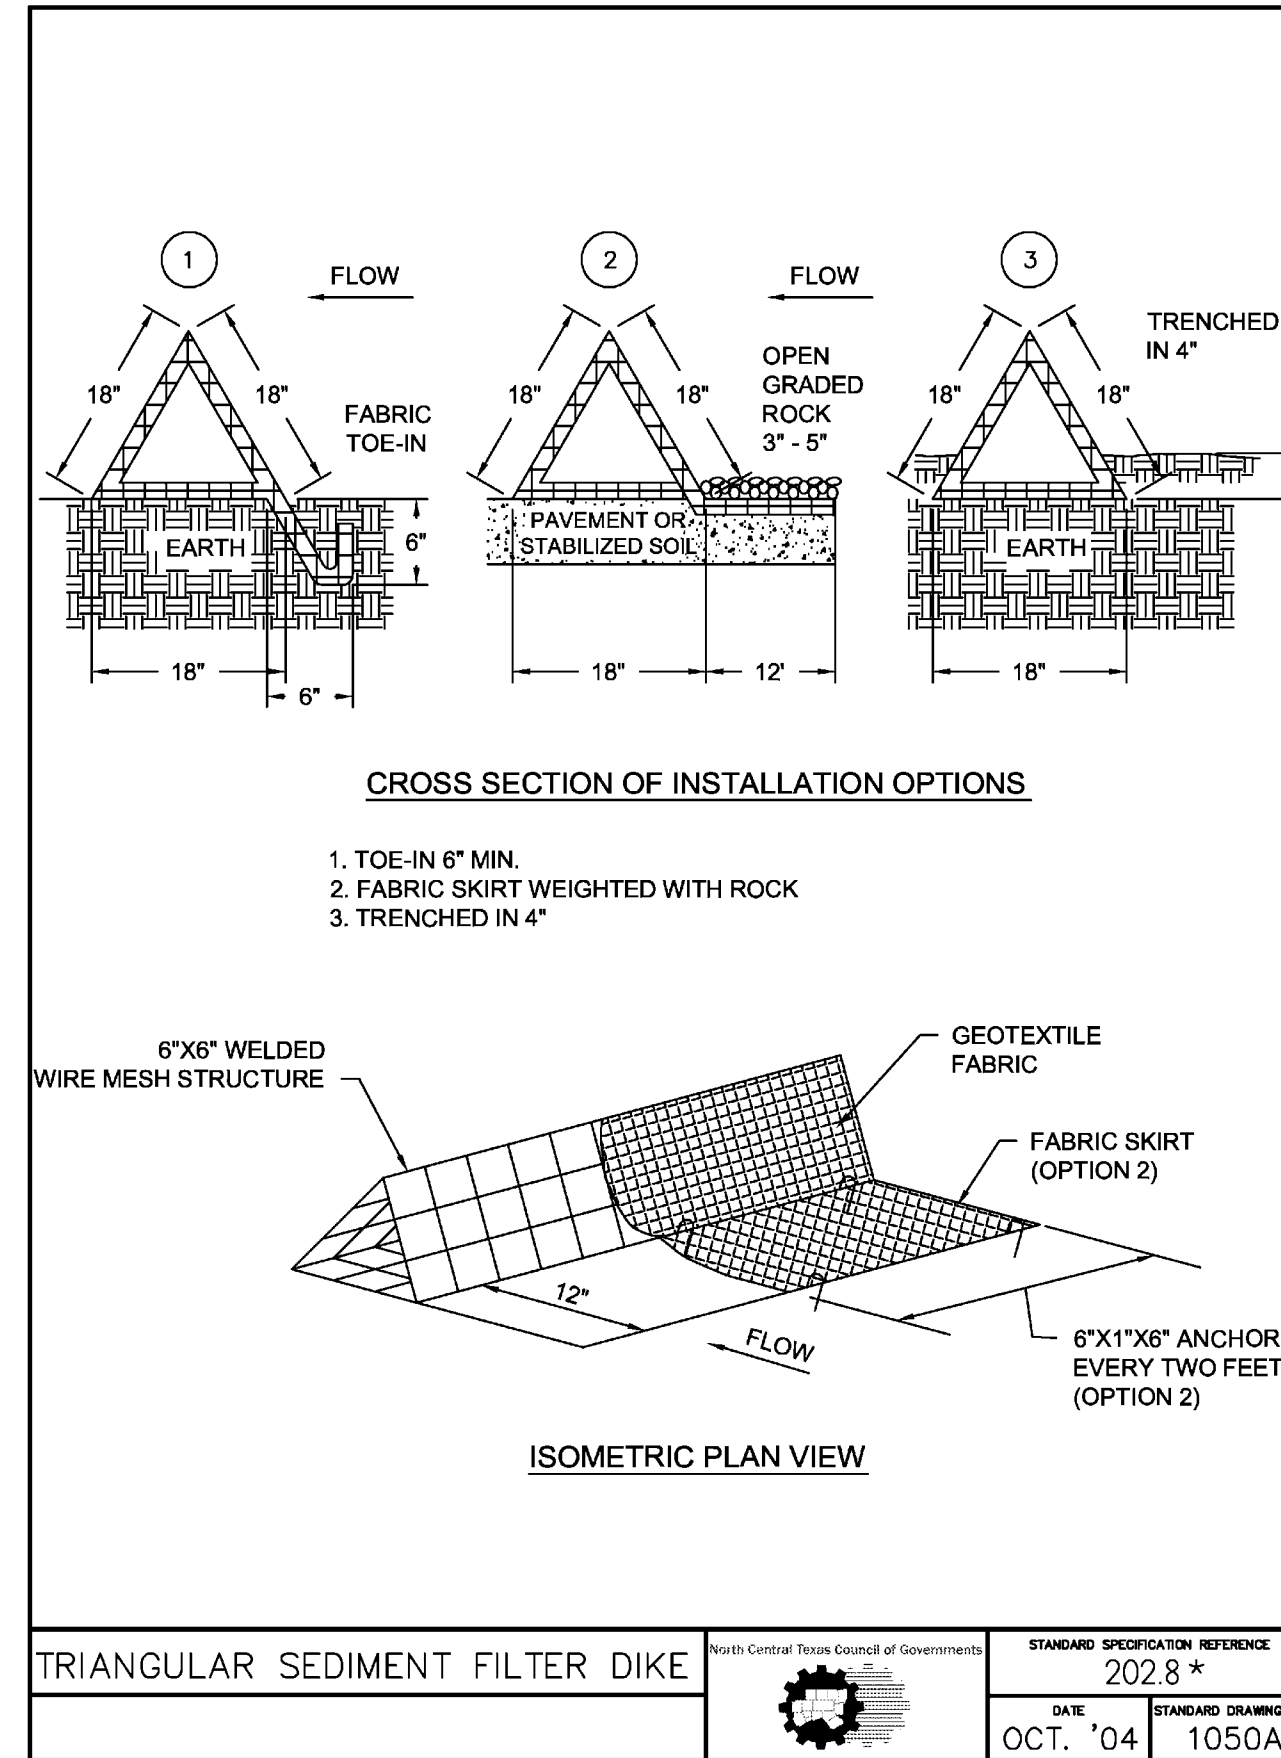 1
FLOW
2
FLOW
3
TRENCHED
IN 4"
18"
18"
FABRIC
TOE-IN
18"
18"
OPEN
GRADED
ROCK
3" - 5"
18"
18"
EARTH
6"
PAVEMENT OR
STABILIZED SOIL
EARTH
18"
6"
18"
12'
18"
CROSS SECTION OF INSTALLATION OPTIONS
1. TOE-IN 6" MIN.
2. FABRIC SKIRT WEIGHTED WITH ROCK
3. TRENCHED IN 4"
6"X6" WELDED
WIRE MESH STRUCTURE
GEOTEXTILE
FABRIC
FABRIC SKIRT
(OPTION 2)
12"
FLOW
6"X1"X6" ANCHOR
EVERY TWO FEET
(OPTION 2)
ISOMETRIC PLAN VIEW
TRIANGULAR SEDIMENT FILTER DIKE
North Central Texas Council of Governments
STANDARD SPECIFICATION REFERENCE
202.8 *
DATE
OCT. '04
STANDARD DRAWING
1050A